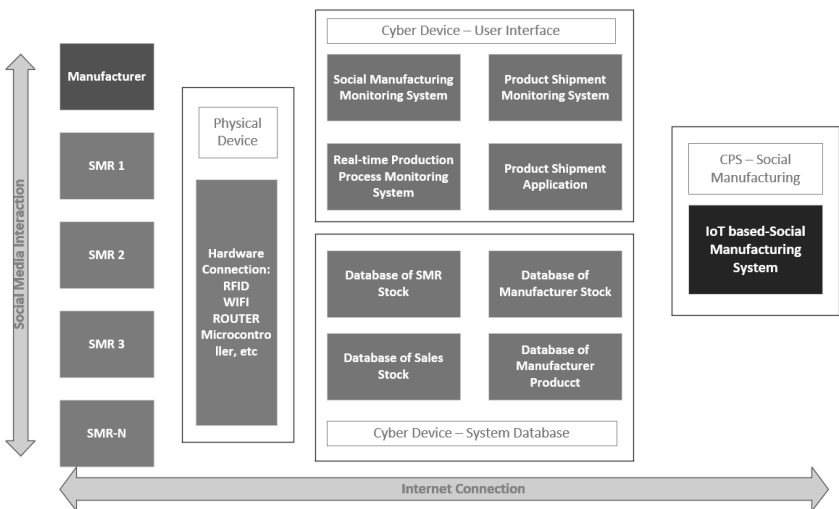 Social Media Interaction
Manufacturer
SMR 1
SMR 2
SMR 3
SMR-N
Physical
Device
Hardware
Connection:
RFID
WIFI
ROUTER
Microcontro
ller, etc
Cyber Device – User Interface
Social Manufacturing
Monitoring System
Product Shipment
Monitoring System
Real-time Production
Process Monitoring
System
Product Shipment
Application
Database of SMR
Stock
Database of
Manufacturer Stock
Database of Sales
Stock
Database of
Manufacturer
Producct
Cyber Device – System Database
CPS – Social
Manufacturing
IoT based-Social
Manufacturing
System
Internet Connection